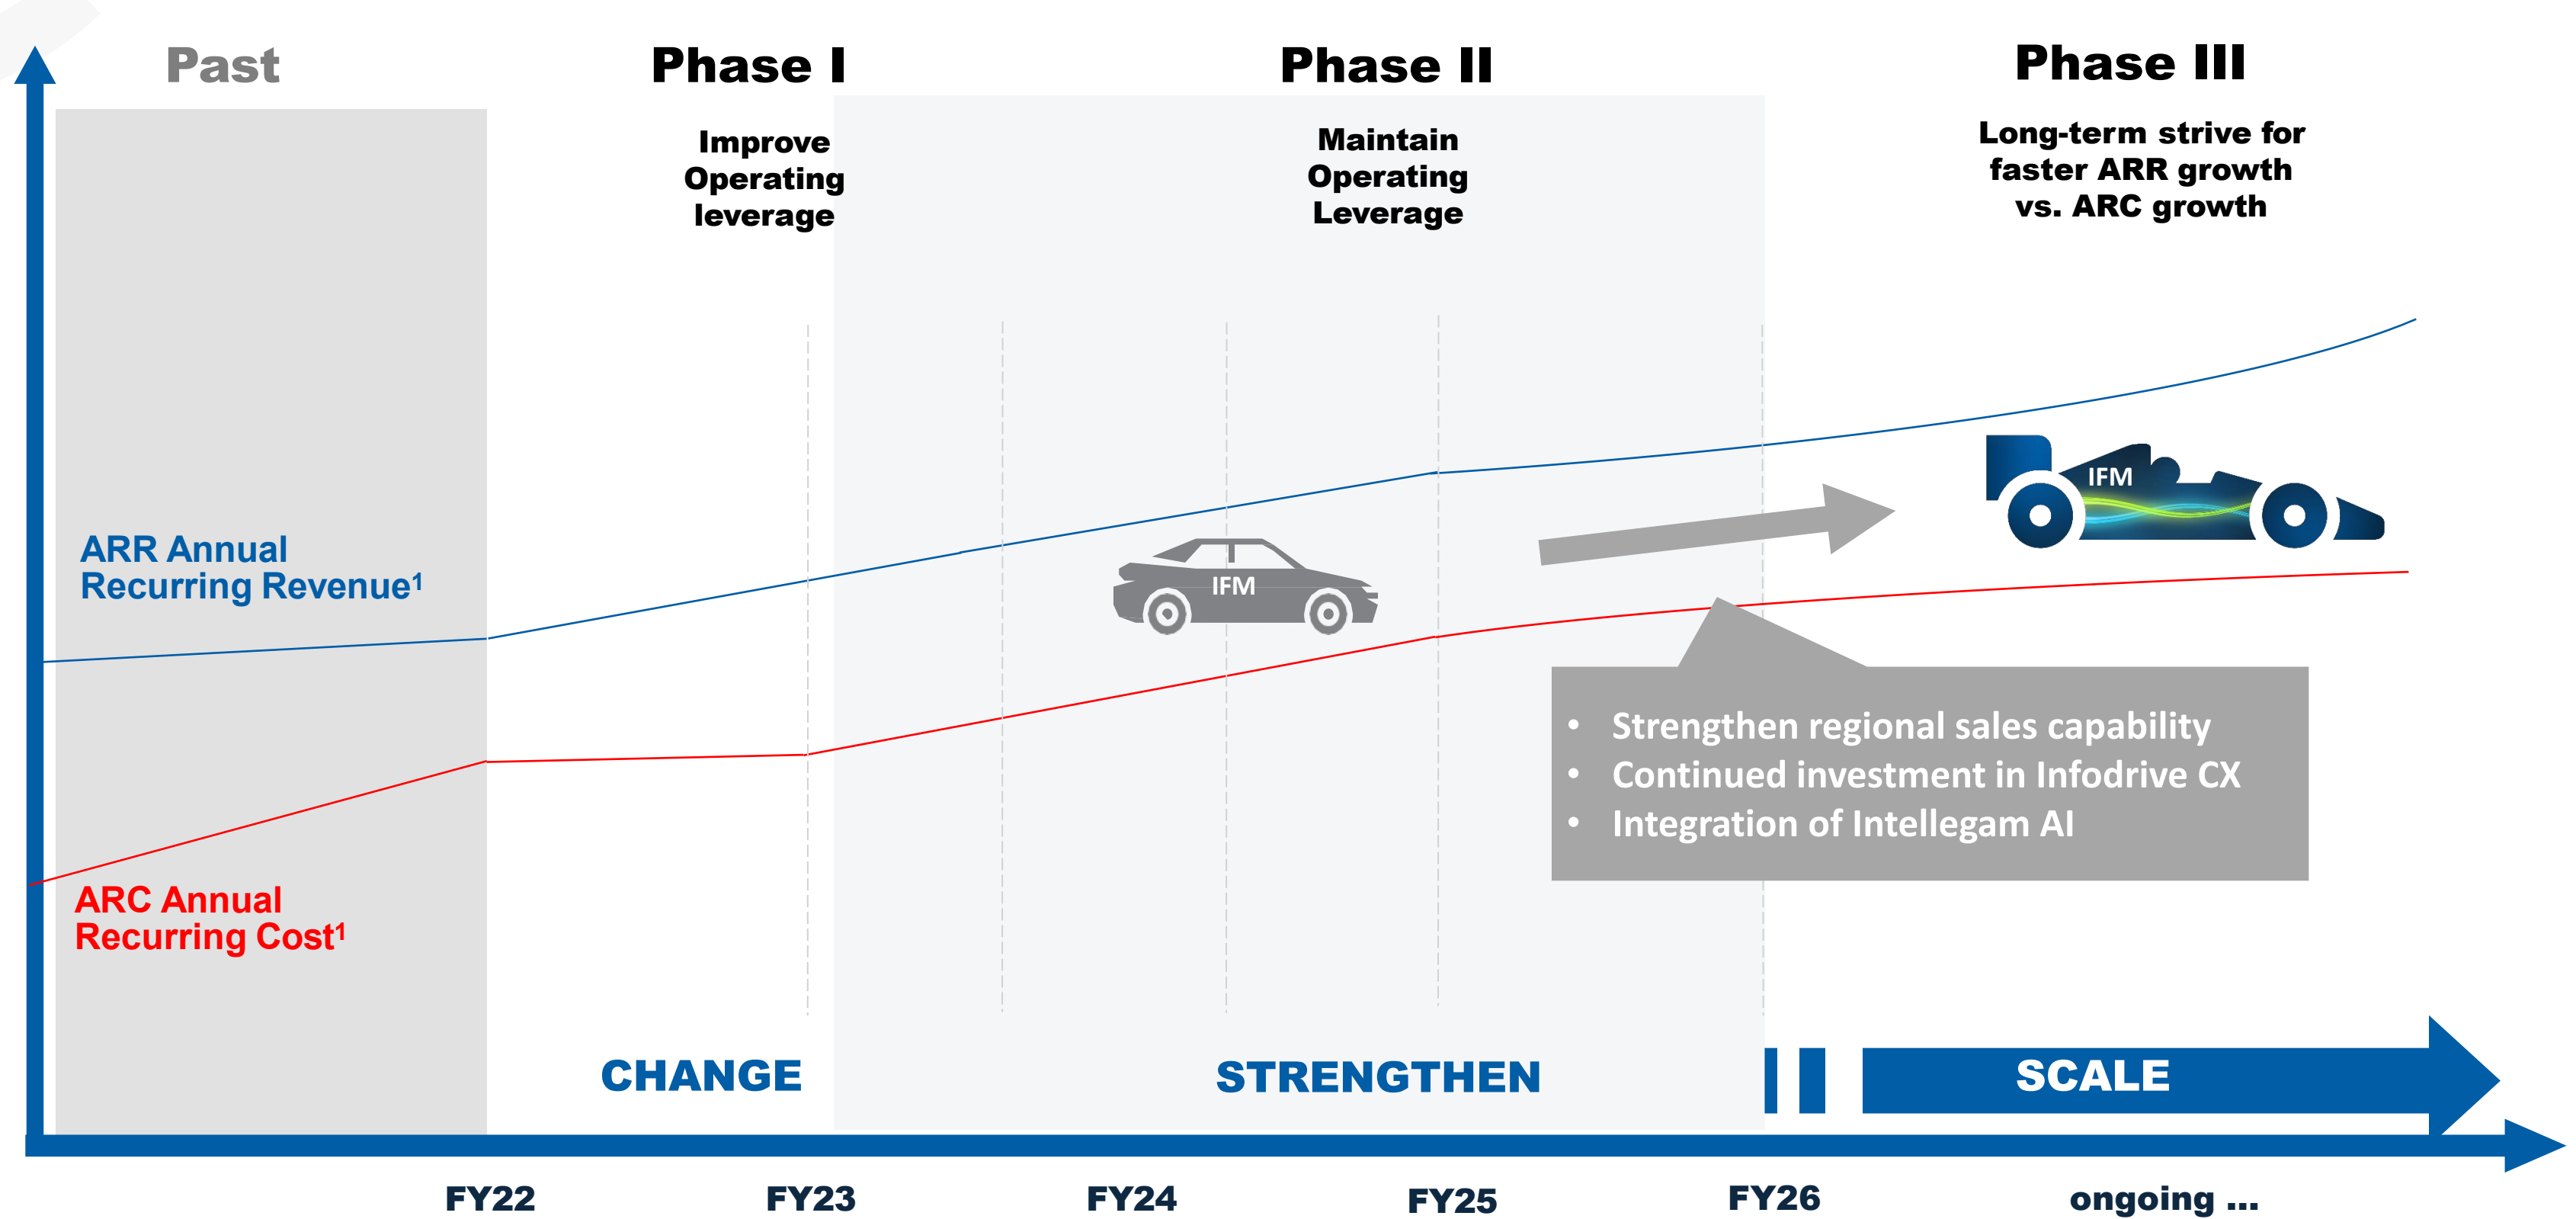 Past
Phase I
Phase II
Phase III
Improve
Operating
leverage
Maintain
Operating
Leverage
Long-term strive for
faster ARR growth
vs. ARC growth
ARR Annual
Recurring Revenue¹
ARC Annual
Recurring Cost¹
IFM
IFM
• Strengthen regional sales capability
• Continued investment in Infodrive CX
• Integration of Intellegam AI
CHANGE
STRENGTHEN
SCALE
FY22
FY23
FY24
FY25
FY26
ongoing ...